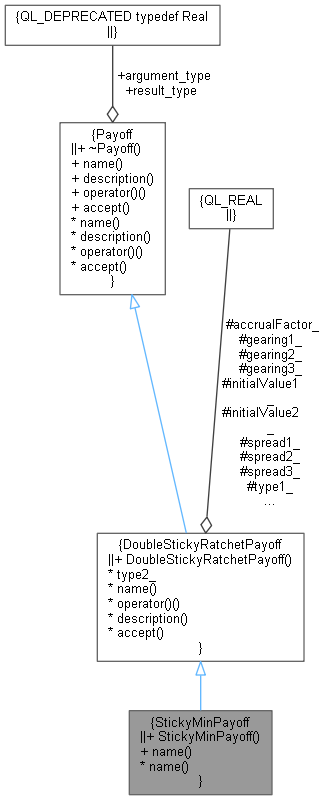 {QL_DEPRECATED typedef Real
||}
+argument_type
+result_type
{Payoff
||+ ~Payoff()
+ name()
+ description()
+ operator()()
+ accept()
* name()
* description()
* operator()()
* accept()
}
{QL_REAL
||}
#accrualFactor_
#gearing1_
#gearing2_
#gearing3_
#initialValue1
_
#initialValue2
_
#spread1_
#spread2_
#spread3_
#type1_
...
{DoubleStickyRatchetPayoff
||+ DoubleStickyRatchetPayoff()
* type2_
* name()
* operator()()
* description()
* accept()
}
{StickyMinPayoff
||+ StickyMinPayoff()
+ name()
* name()
}